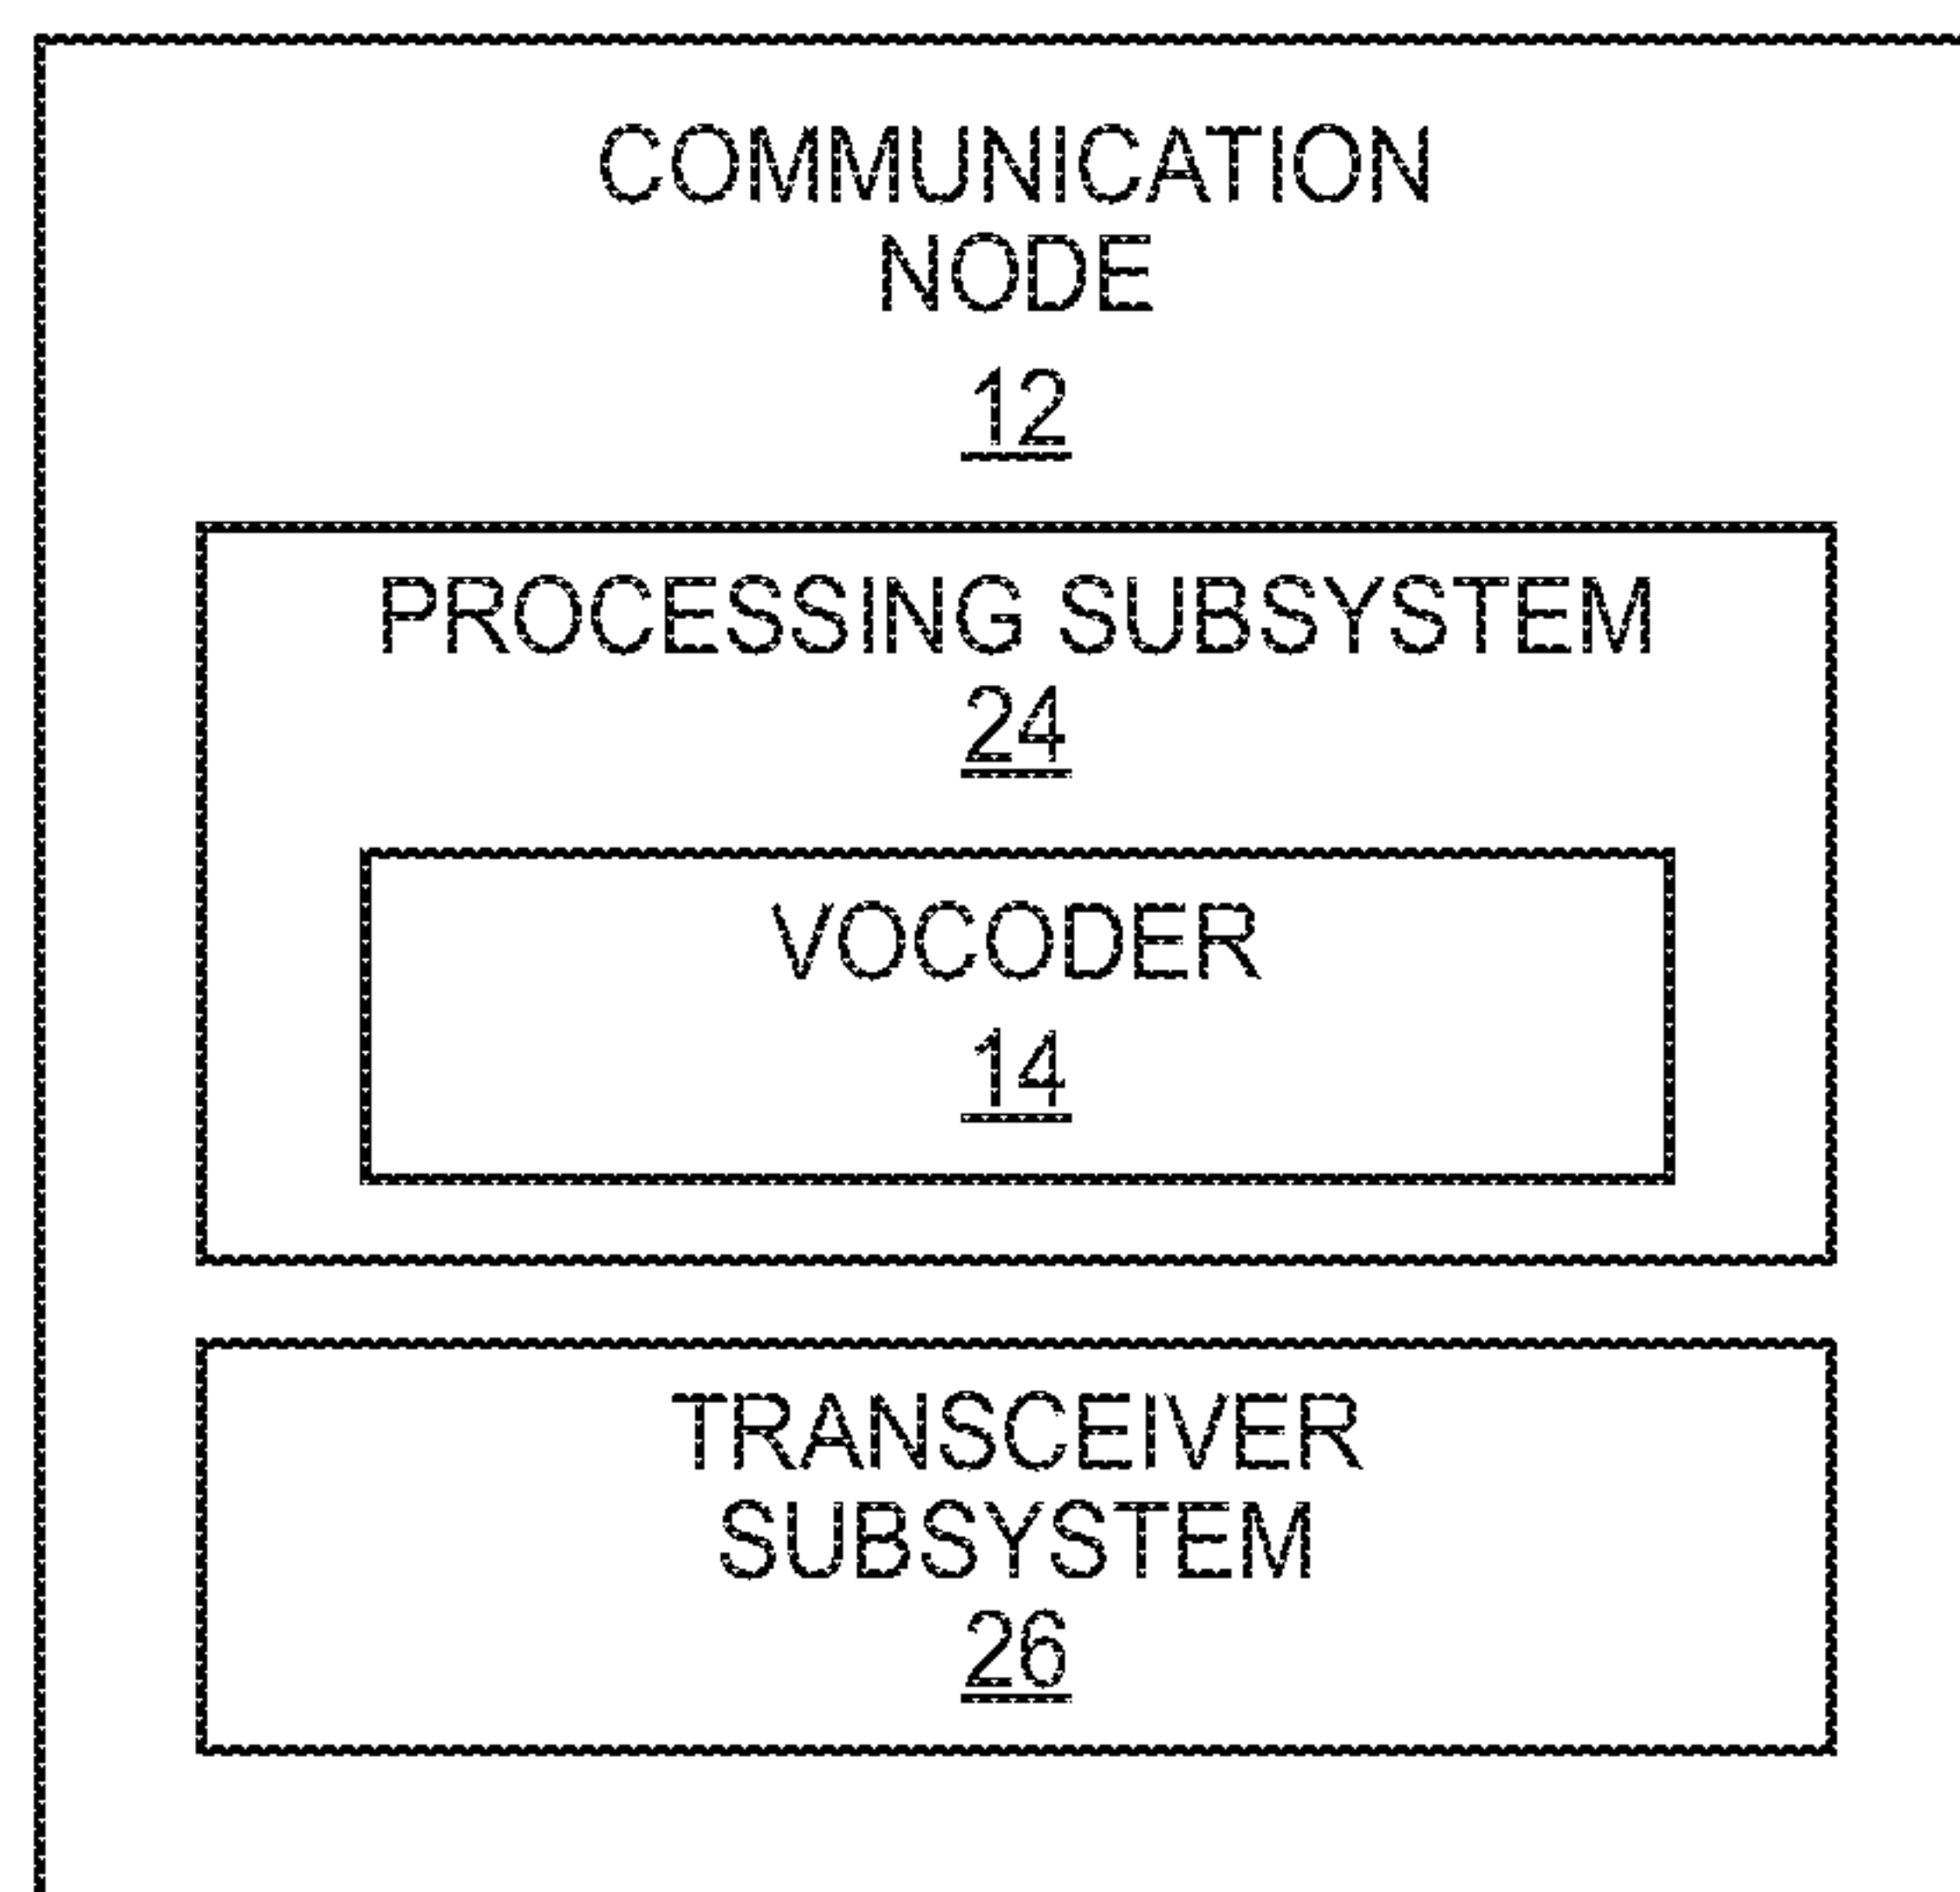 COMMUNICATION
NODE
12
PROCESSING SUBSYSTEM
24
VOCODER
14
TRANSCEIVER
SUBSYSTEM
26